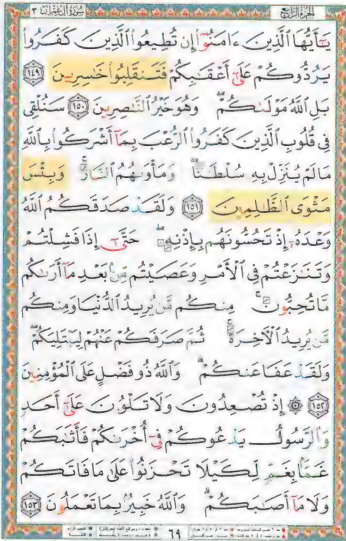 الجزء الرابع سورة آل عمران ٣
يَٰٓأَيُّهَا ٱلَّذِينَ ءَامَنُوٓا۟ إِن تُطِيعُوا۟ ٱلَّذِينَ كَفَرُوا۟
يَرُدُّوكُمْ عَلَىٰٓ أَعْقَٰبِكُمْ فَتَنقَلِبُوا۟ خَٰسِرِينَ ١٤٩
بَلِ ٱللَّهُ مَوْلَىٰكُمْ ۖ وَهُوَ خَيْرُ ٱلنَّٰصِرِينَ ١٥٠ سَنُلْقِى
فِى قُلُوبِ ٱلَّذِينَ كَفَرُوا۟ ٱلرُّعْبَ بِمَآ أَشْرَكُوا۟ بِٱللَّهِ
مَا لَمْ يُنَزِّلْ بِهِۦ سُلْطَٰنًا ۖ وَمَأْوَىٰهُمُ ٱلنَّارُ ۚ وَبِئْسَ
مَثْوَى ٱلظَّٰلِمِينَ ١٥١ وَلَقَدْ صَدَقَكُمُ ٱللَّهُ
وَعْدَهُۥٓ إِذْ تَحُسُّونَهُم بِإِذْنِهِۦ ۖ حَتَّىٰٓ إِذَا فَشِلْتُمْ
وَتَنَٰزَعْتُمْ فِى ٱلْأَمْرِ وَعَصَيْتُم مِّنۢ بَعْدِ مَآ أَرَىٰكُم
مَّا تُحِبُّونَ ۚ مِنكُم مَّن يُرِيدُ ٱلدُّنْيَا وَمِنكُم
مَّن يُرِيدُ ٱلْءَاخِرَةَ ۚ ثُمَّ صَرَفَكُمْ عَنْهُمْ لِيَبْتَلِيَكُمْ ۖ
وَلَقَدْ عَفَا عَنكُمْ ۗ وَٱللَّهُ ذُو فَضْلٍ عَلَى ٱلْمُؤْمِنِينَ
١٥٢ ۞ إِذْ تُصْعِدُونَ وَلَا تَلْوُۥنَ عَلَىٰٓ أَحَدٍ
وَٱلرَّسُولُ يَدْعُوكُمْ فِىٓ أُخْرَىٰكُمْ فَأَثَٰبَكُمْ
غَمًّۢا بِغَمٍّ لِّكَيْلَا تَحْزَنُوا۟ عَلَىٰ مَا فَاتَكُمْ
وَلَا مَآ أَصَٰبَكُمْ ۗ وَٱللَّهُ خَبِيرٌۢ بِمَا تَعْمَلُونَ ١٥٣
٦٩